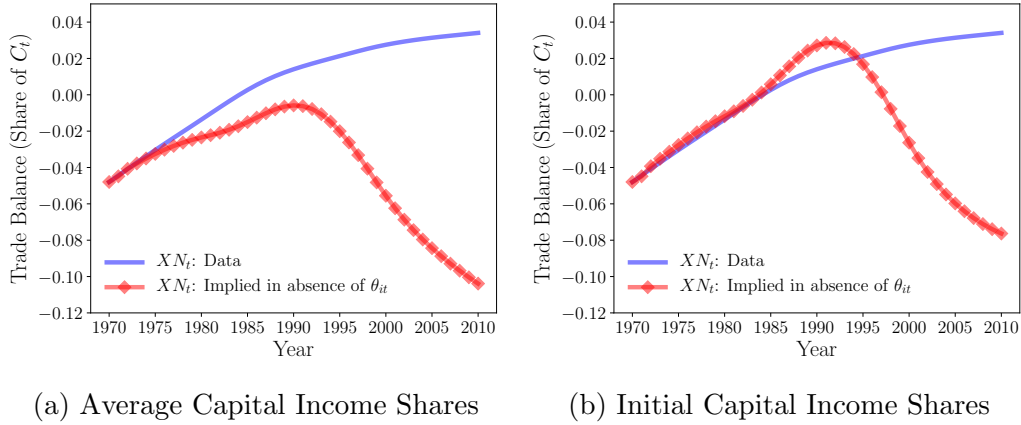 0.04
0.02
0.00
−0.02
−0.04
−0.06
−0.08
−0.10
−0.12
Trade Balance (Share of C_t)
XN_t: Data
XN_t: Implied in absence of θ_it
1970 1975 1980 1985 1990 1995 2000 2005 2010
Year
(a) Average Capital Income Shares
0.04
0.02
0.00
−0.02
−0.04
−0.06
−0.08
−0.10
−0.12
Trade Balance (Share of C_t)
XN_t: Data
XN_t: Implied in absence of θ_it
1970 1975 1980 1985 1990 1995 2000 2005 2010
Year
(b) Initial Capital Income Shares